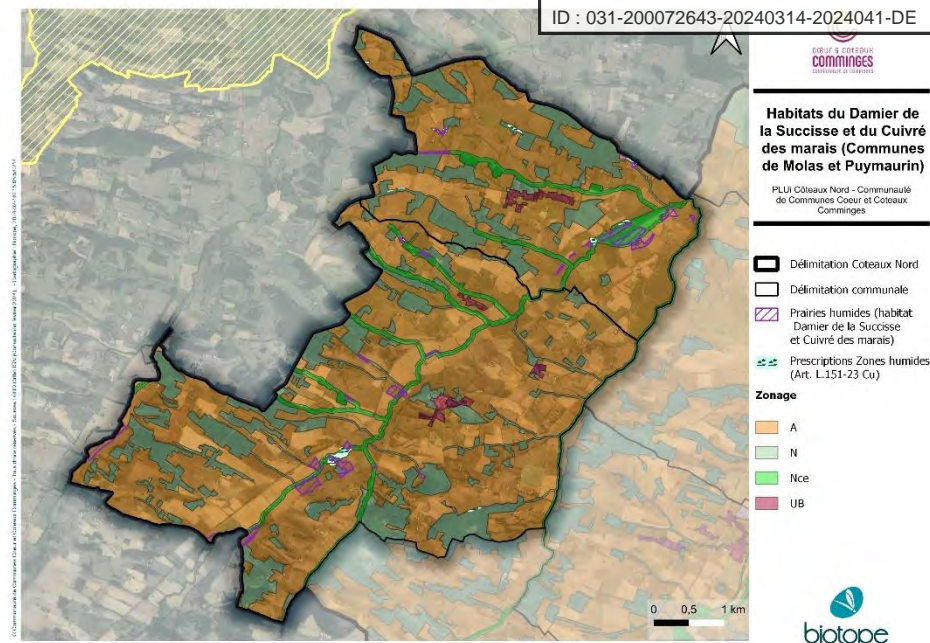 ID : 031-200072643-20240314-2024041-DE
CŒUR & COTEAUX
COMMINGES
Habitats du Damier de
la Succisse et du Cuivré
des marais (Communes
de Molas et Puymaurin)
PLUi Côteaux Nord - Communauté
de Communes Coeur et Coteaux
Comminges
Délimitation Coteaux Nord
Délimitation communale
Prairies humides (habitat
Damier de la Succisse
et Cuivré des marais)
Prescriptions Zones humides
(Art. L.151-23 Cu)
Zonage
A
N
Nce
UB
0 0,5 1 km
biotope